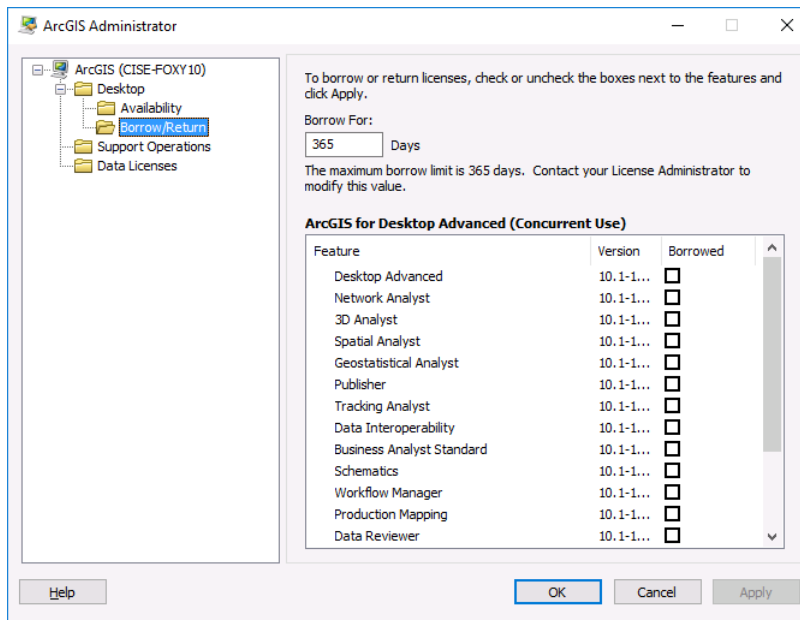 ArcGIS Administrator
ArcGIS (CISE-FOXY10)
Desktop
Availability
Borrow/Return
Support Operations
Data Licenses
To borrow or return licenses, check or uncheck the boxes next to the features and
click Apply.
Borrow For:
365 Days
The maximum borrow limit is 365 days. Contact your License Administrator to
modify this value.
ArcGIS for Desktop Advanced (Concurrent Use)
Feature Version Borrowed
Desktop Advanced 10.1-1...
Network Analyst 10.1-1...
3D Analyst 10.1-1...
Spatial Analyst 10.1-1...
Geostatistical Analyst 10.1-1...
Publisher 10.1-1...
Tracking Analyst 10.1-1...
Data Interoperability 10.1-1...
Business Analyst Standard 10.1-1...
Schematics 10.1-1...
Workflow Manager 10.1-1...
Production Mapping 10.1-1...
Data Reviewer 10.1-1...
Help OK Cancel Apply